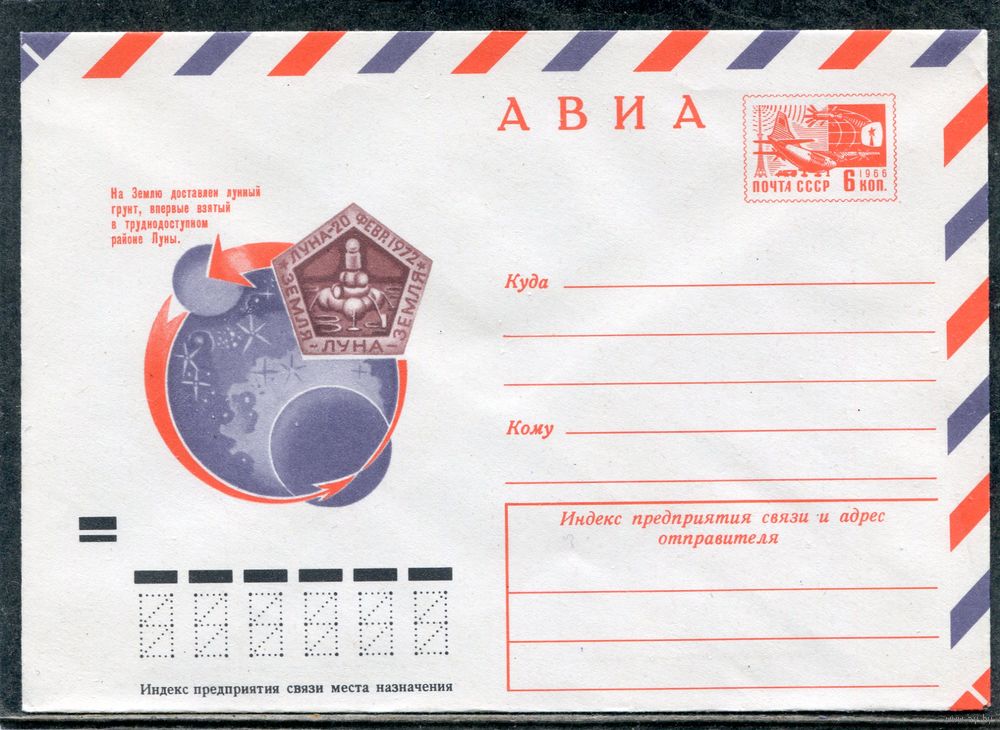 АВИА
1966
ПОЧТА СССР 6 КОП.
На Землю доставлен лунный
грунт, впервые взятый
в труднодоступном
районе Луны.
ЛУНА-20 ФЕВР. 1972
ЗЕМЛЯ - ЛУНА - ЗЕМЛЯ
Куда
Кому
Индекс предприятия связи и адрес
отправителя
Индекс предприятия связи места назначения